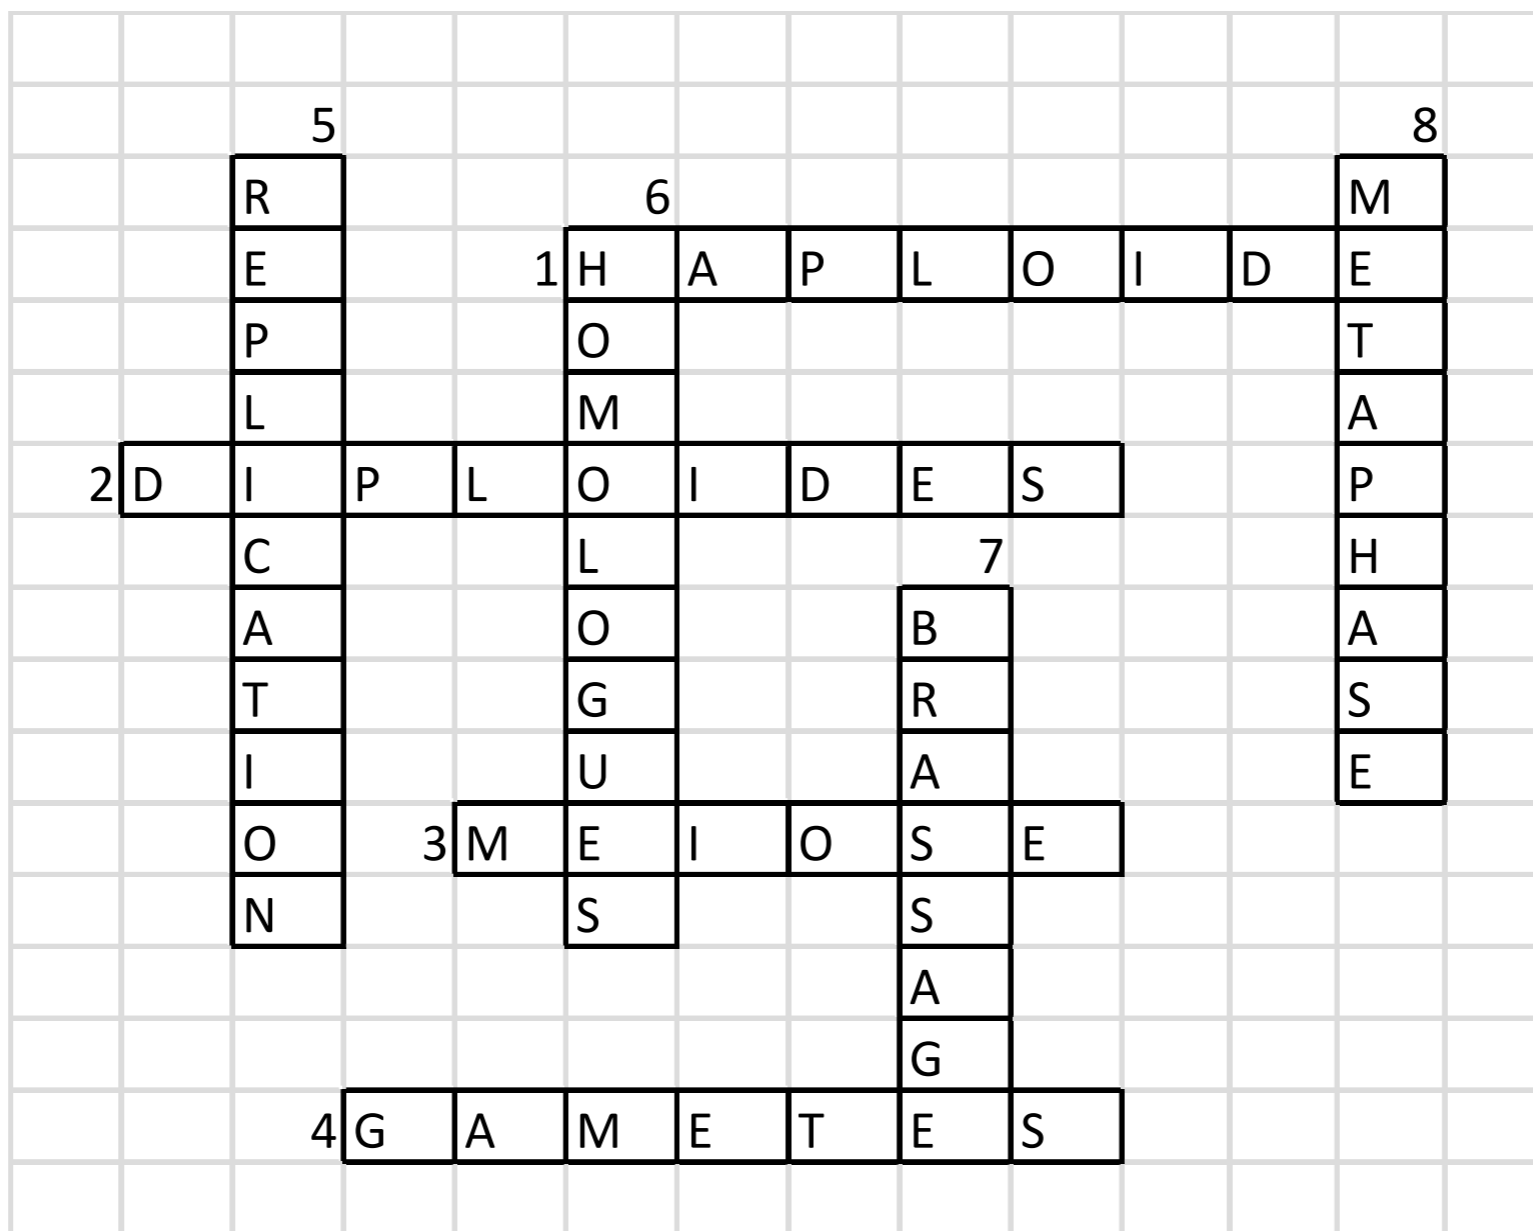 5 8
R 6 M
E 1 H A P L O I D E
P O T
L M A
2 D I P L O I D E S P
C L 7 H
A O B A
T G R S
I U A E
O 3 M E I O S E
N S S
A
G
4 G A M E T E S